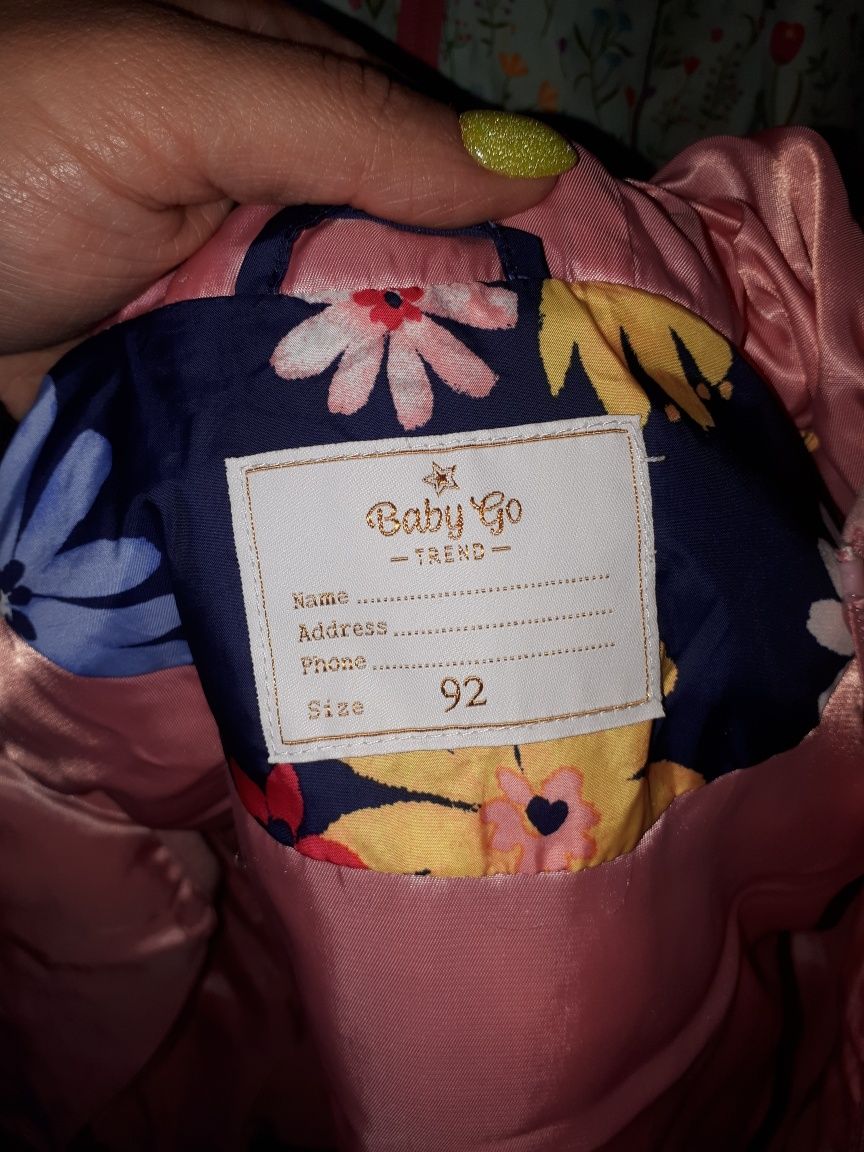 Baby Go
— TREND —
Name ..............................
Address ..............................
Phone ..............................
Size 92